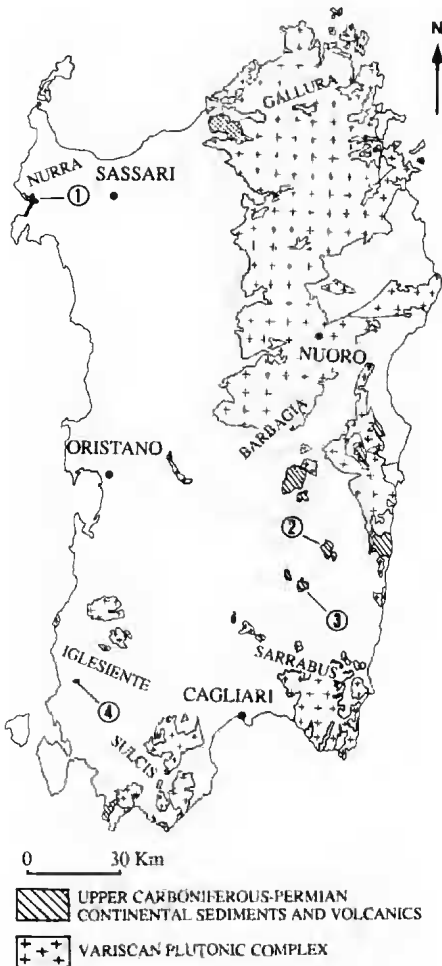 N
GALLURA
NURRA
SASSARI
①
NUORO
BARBAGIA
ORISTANO
②
③
SARRABUS
IGLESIENTE
CAGLIARI
④
SULCIS
0 30 Km
UPPER CARBONIFEROUS-PERMIAN
CONTINENTAL SEDIMENTS AND VOLCANICS
VARISCAN PLUTONIC COMPLEX